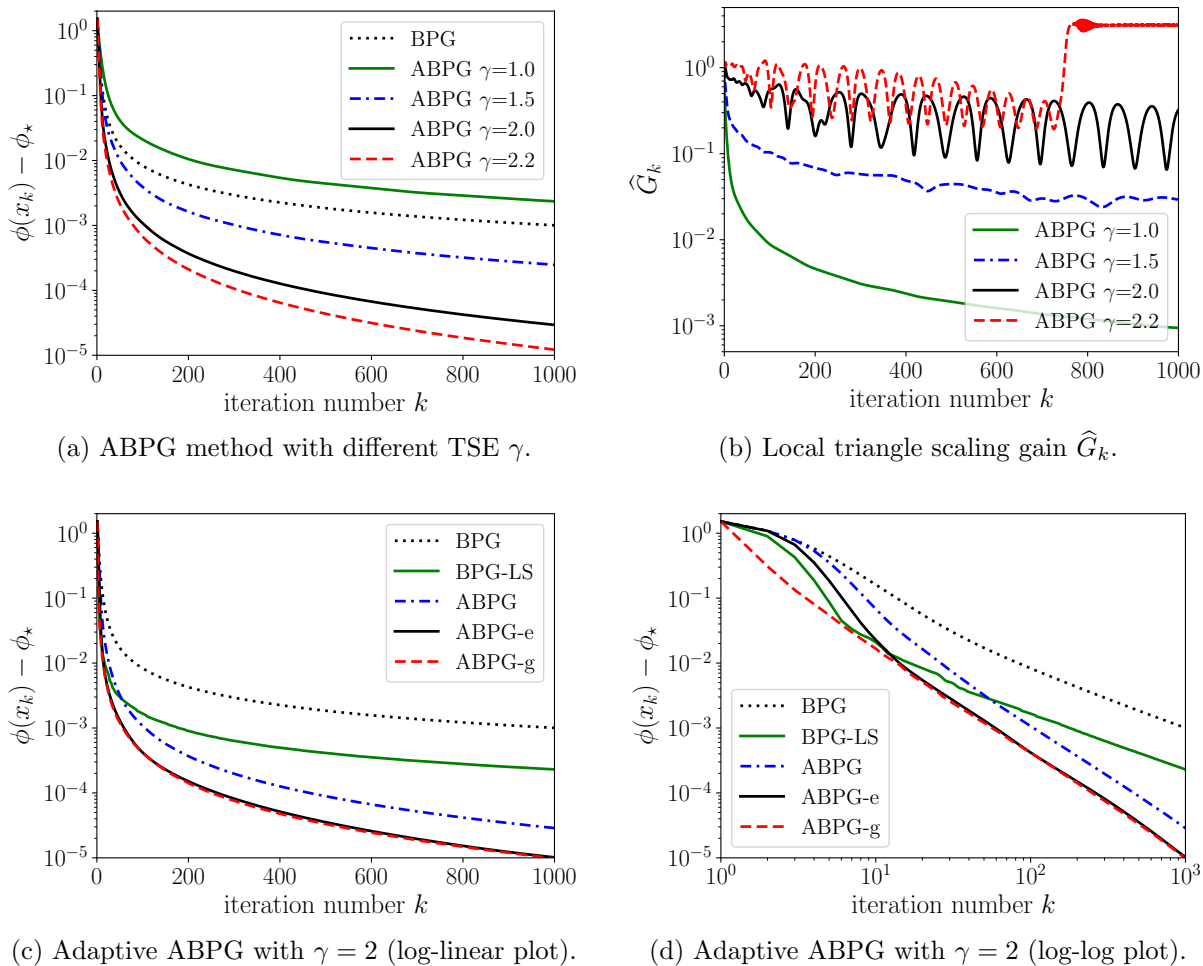 10^0
10^{-1}
10^{-2}
10^{-3}
10^{-4}
10^{-5}
ϕ(x_k) − ϕ_⋆
BPG
ABPG γ=1.0
ABPG γ=1.5
ABPG γ=2.0
ABPG γ=2.2
0 200 400 600 800 1000
iteration number k
(a) ABPG method with different TSE γ.
10^0
10^{-1}
10^{-2}
10^{-3}
Ĝ_k
ABPG γ=1.0
ABPG γ=1.5
ABPG γ=2.0
ABPG γ=2.2
0 200 400 600 800 1000
iteration number k
(b) Local triangle scaling gain Ĝ_k.
10^0
10^{-1}
10^{-2}
10^{-3}
10^{-4}
10^{-5}
ϕ(x_k) − ϕ_⋆
BPG
BPG-LS
ABPG
ABPG-e
ABPG-g
0 200 400 600 800 1000
iteration number k
(c) Adaptive ABPG with γ = 2 (log-linear plot).
10^0
10^{-1}
10^{-2}
10^{-3}
10^{-4}
10^{-5}
ϕ(x_k) − ϕ_⋆
BPG
BPG-LS
ABPG
ABPG-e
ABPG-g
10^0 10^1 10^2 10^3
iteration number k
(d) Adaptive ABPG with γ = 2 (log-log plot).